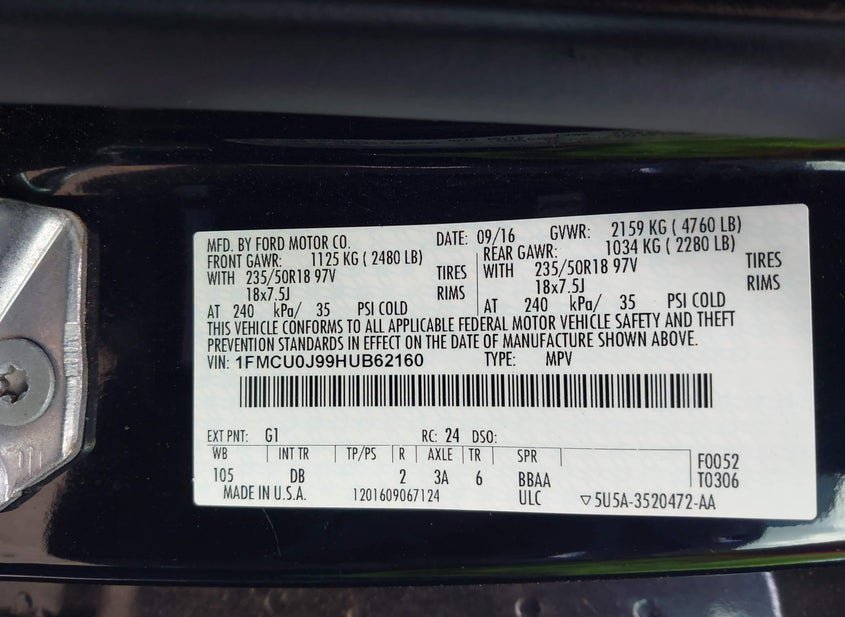 MFD. BY FORD MOTOR CO.
DATE: 09/16 GVWR: 2159 KG ( 4760 LB)
FRONT GAWR: 1125 KG ( 2480 LB) REAR GAWR: 1034 KG ( 2280 LB)
WITH 235/50R18 97V TIRES WITH 235/50R18 97V TIRES
18x7.5J RIMS 18x7.5J RIMS
AT 240 kPa/ 35 PSI COLD AT 240 kPa/ 35 PSI COLD
THIS VEHICLE CONFORMS TO ALL APPLICABLE FEDERAL MOTOR VEHICLE SAFETY AND THEFT
PREVENTION STANDARDS IN EFFECT ON THE DATE OF MANUFACTURE SHOWN ABOVE.
VIN: 1FMCU0J99HUB62160 TYPE: MPV
EXT PNT: G1 RC: 24 DSO:
WB INT TR TP/PS R AXLE TR SPR F0052
105 DB 2 3A 6 BBAA T0306
MADE IN U.S.A. 1201609067124 ULC ▽5U5A-3520472-AA